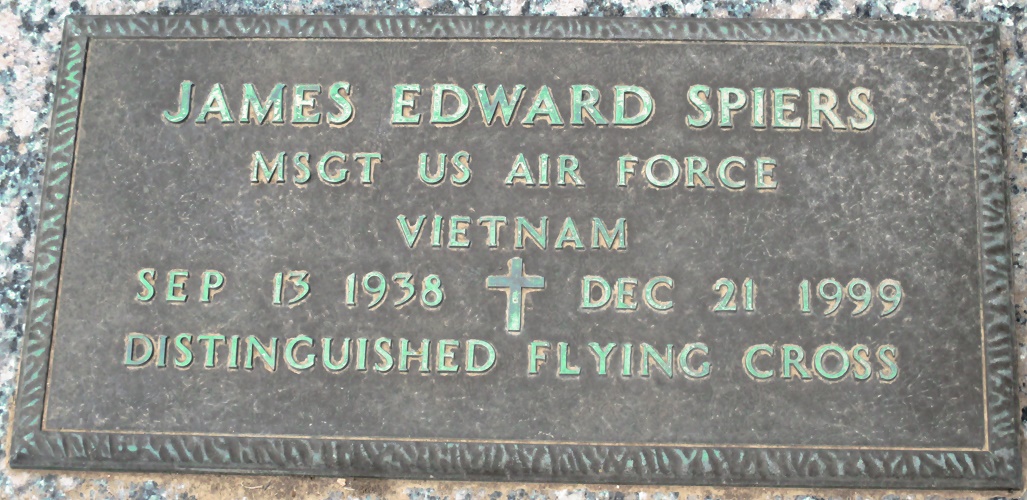 JAMES EDWARD SPIERS
MSGT US AIR FORCE
VIETNAM
SEP 13 1938 DEC 21 1999
DISTINGUISHED FLYING CROSS